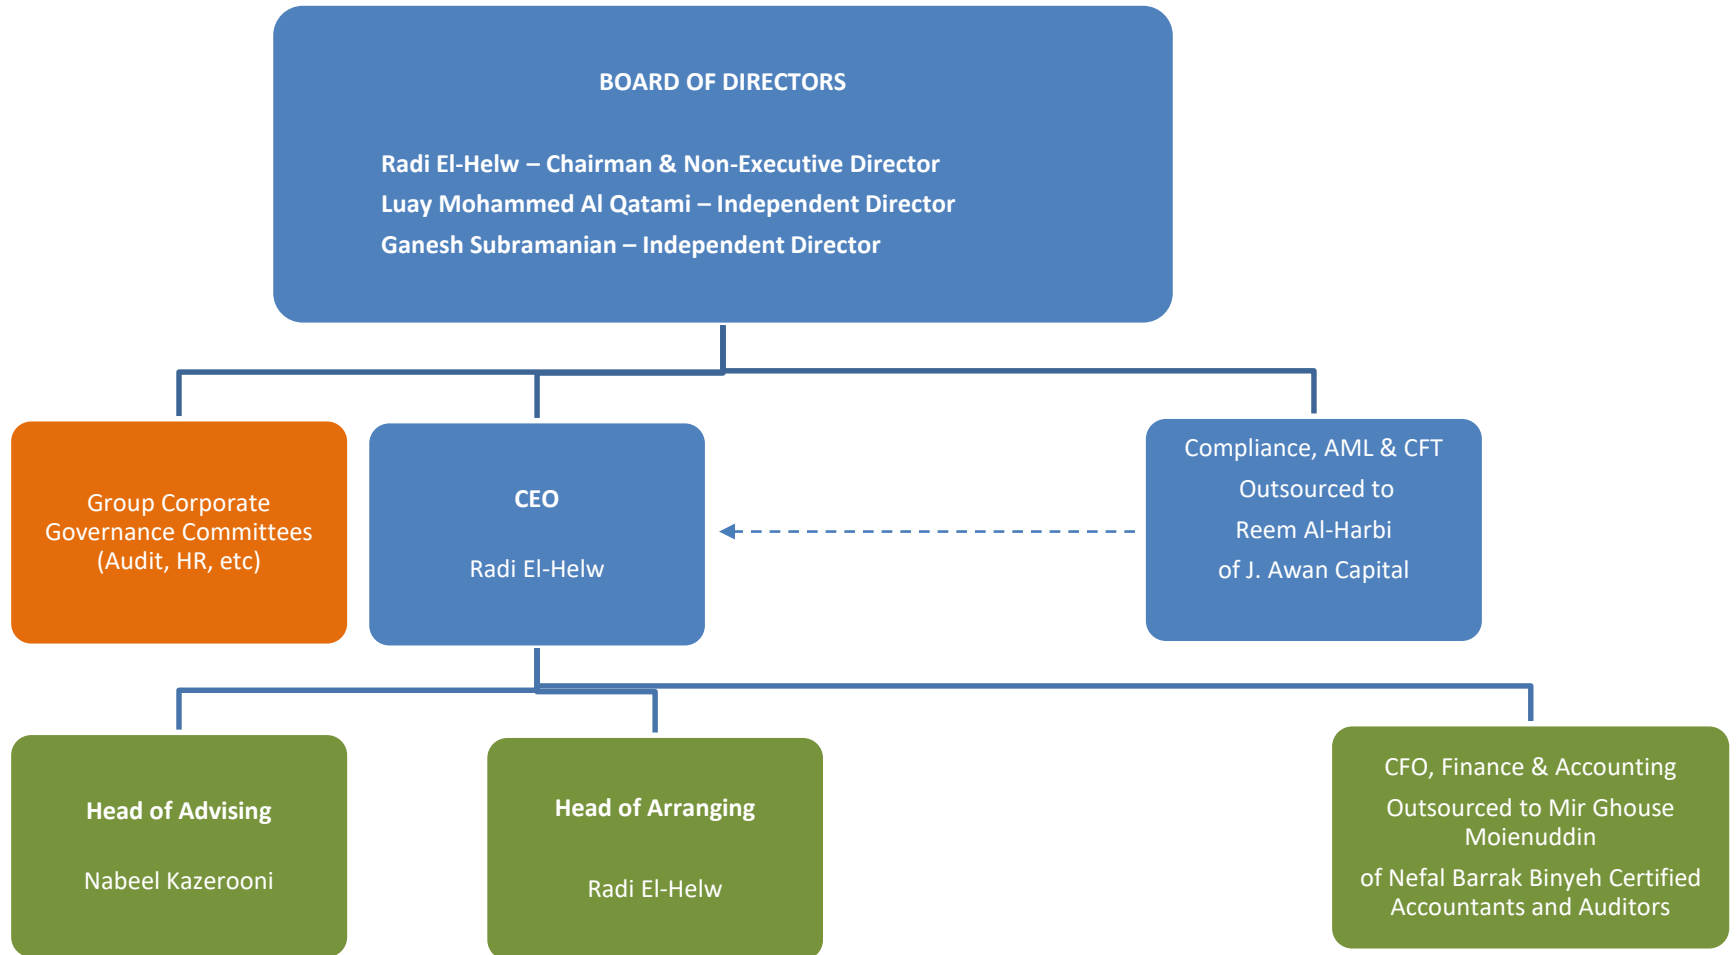 BOARD OF DIRECTORS
Radi El-Helw – Chairman & Non-Executive Director
Luay Mohammed Al Qatami – Independent Director
Ganesh Subramanian – Independent Director
Group Corporate
Governance Committees
(Audit, HR, etc)
CEO
Radi El-Helw
Compliance, AML & CFT
Outsourced to
Reem Al-Harbi
of J. Awan Capital
Head of Advising
Nabeel Kazerooni
Head of Arranging
Radi El-Helw
CFO, Finance & Accounting
Outsourced to Mir Ghouse
Moienuddin
of Nefal Barrak Binyeh Certified
Accountants and Auditors